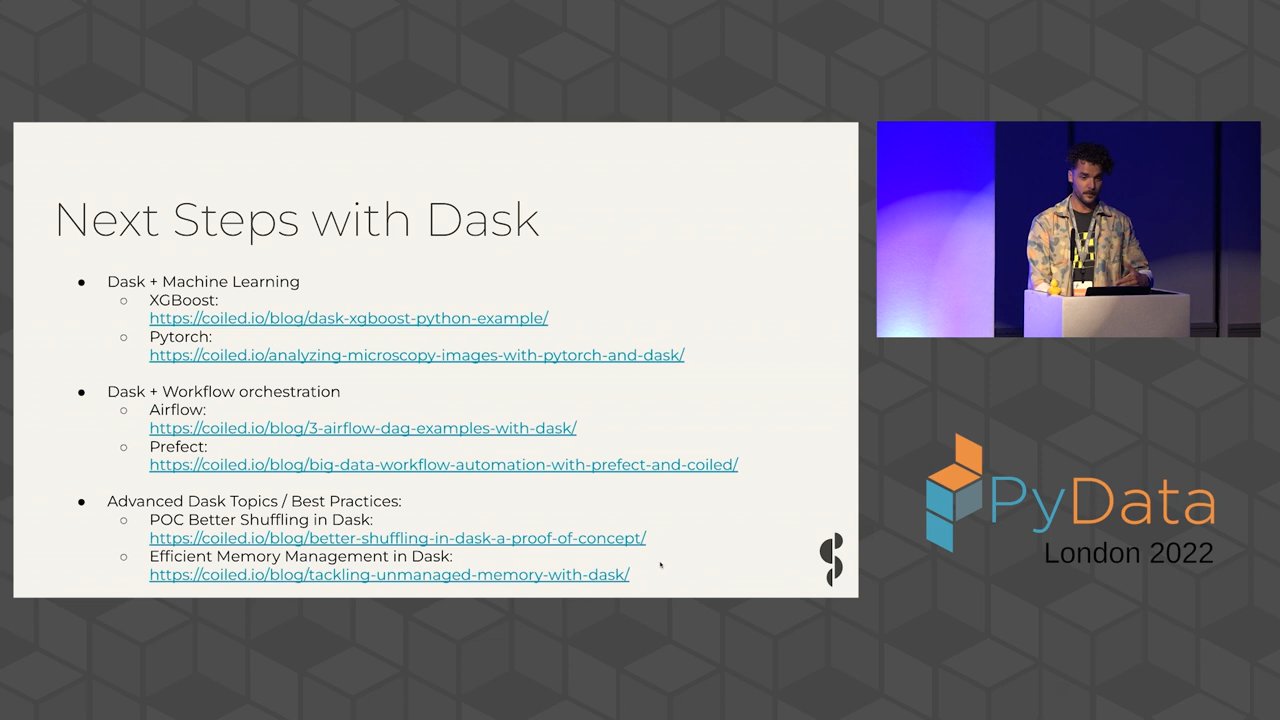 Next Steps with Dask
● Dask + Machine Learning
○ XGBoost:
https://coiled.io/blog/dask-xgboost-python-example/
○ Pytorch:
https://coiled.io/analyzing-microscopy-images-with-pytorch-and-dask/
● Dask + Workflow orchestration
○ Airflow:
https://coiled.io/blog/3-airflow-dag-examples-with-dask/
○ Prefect:
https://coiled.io/blog/big-data-workflow-automation-with-prefect-and-coiled/
● Advanced Dask Topics / Best Practices:
○ POC Better Shuffling in Dask:
https://coiled.io/blog/better-shuffling-in-dask-a-proof-of-concept/
○ Efficient Memory Management in Dask:
https://coiled.io/blog/tackling-unmanaged-memory-with-dask/
PyData
London 2022